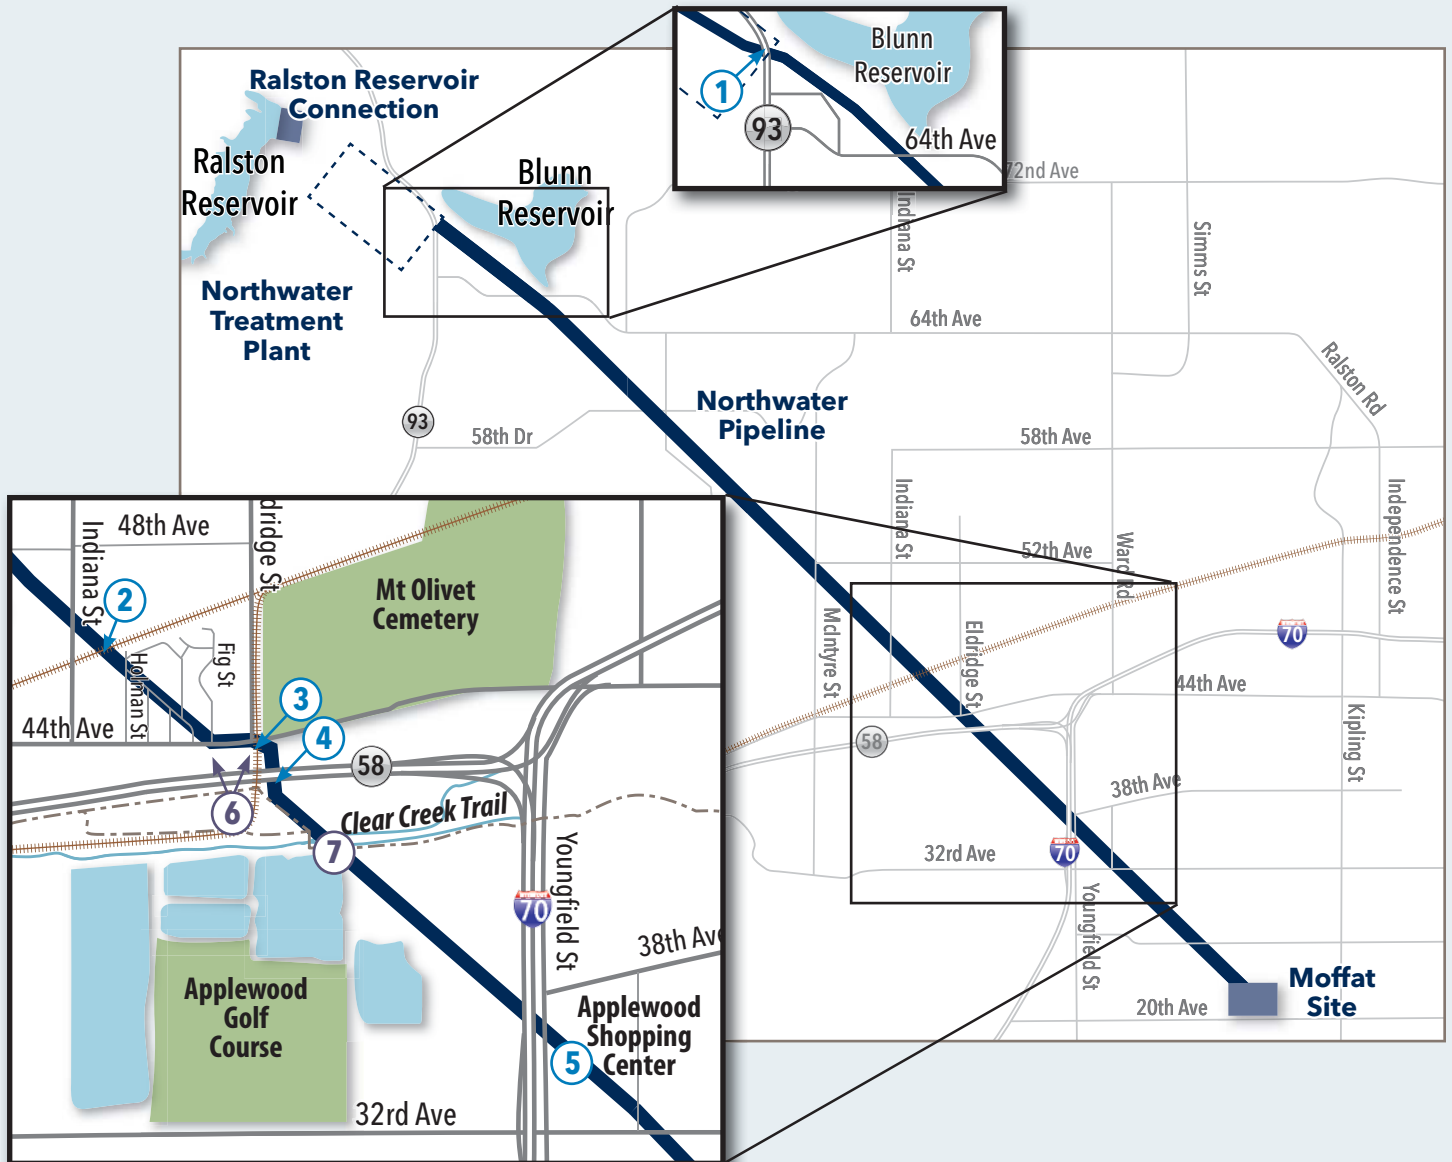 Blunn
Reservoir
1
93
64th Ave
Ralston Reservoir
Connection
Ralston
Reservoir
Blunn
Reservoir
72nd Ave
Indiana St
Simms St
Northwater
Treatment
Plant
64th Ave
Ralston Rd
Northwater
Pipeline
93
58th Dr
58th Ave
Indiana St
Independence St
52th Ave
Ward Rd
McIntyre St
Eldridge St
70
44th Ave
58
Kipling St
38th Ave
32rd Ave
70
Youngfield St
Moffat
Site
20th Ave
48th Ave
Indiana St
dridge St
Mt Olivet
Cemetery
2
Holman St
Fig St
3
44th Ave
4
58
6
Clear Creek Trail
7
Youngfield St
70
38th Ave
Applewood
Golf
Course
Applewood
Shopping
Center
5
32rd Ave